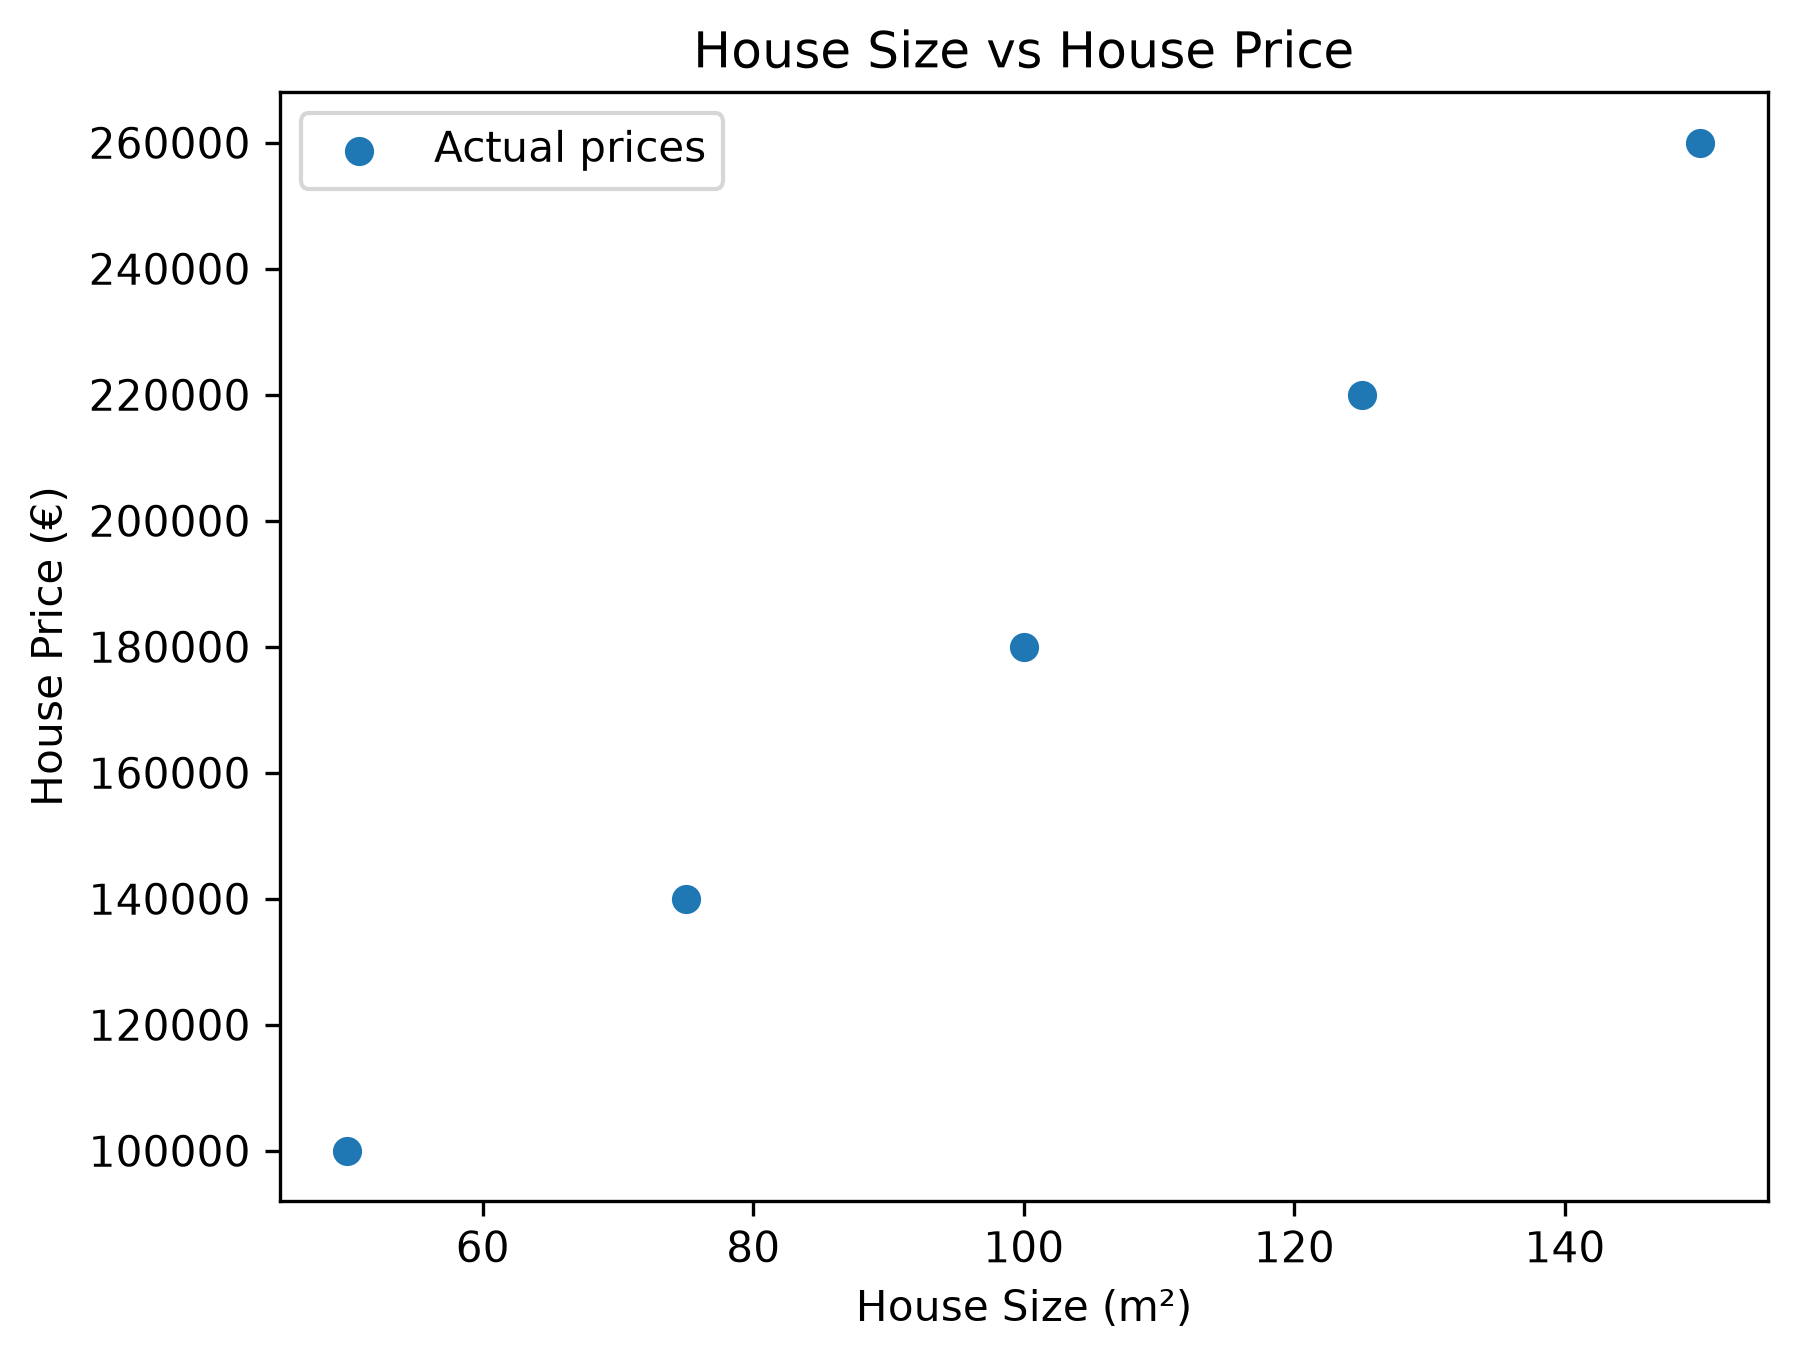 House Size vs House Price
Actual prices
260000
240000
220000
200000
180000
160000
140000
120000
100000
House Price (€)
60 80 100 120 140
House Size (m²)